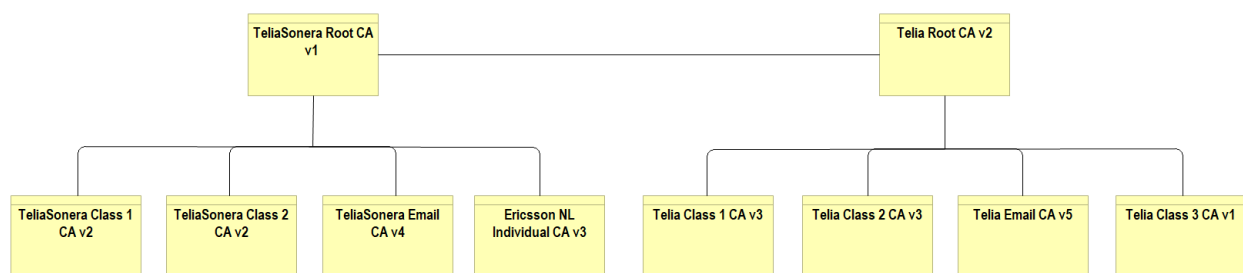 TeliaSonera Root CA
v1
Telia Root CA v2
TeliaSonera Class 1
CA v2
TeliaSonera Class 2
CA v2
TeliaSonera Email
CA v4
Ericsson NL
Individual CA v3
Telia Class 1 CA v3
Telia Class 2 CA v3
Telia Email CA v5
Telia Class 3 CA v1